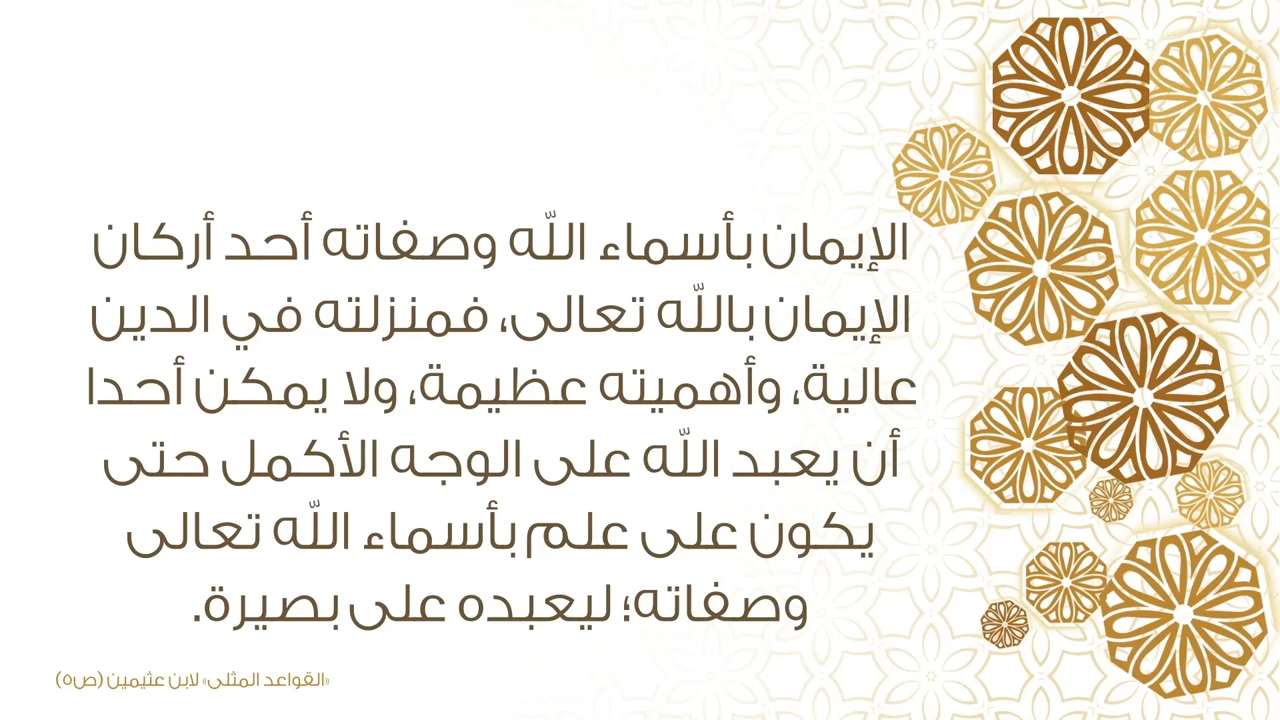 الإيمان بأسماء اللّه وصفاته أحد أركان
الإيمان باللّه تعالى، فمنزلته في الدين
عالية، وأهميته عظيمة، ولا يمكن أحدا
أن يعبد اللّه على الوجه الأكمل حتى
يكون على علم بأسماء اللّه تعالى
وصفاته؛ ليعبده على بصيرة.
«القواعد المثلى» لابن عثيمين (ص٥)